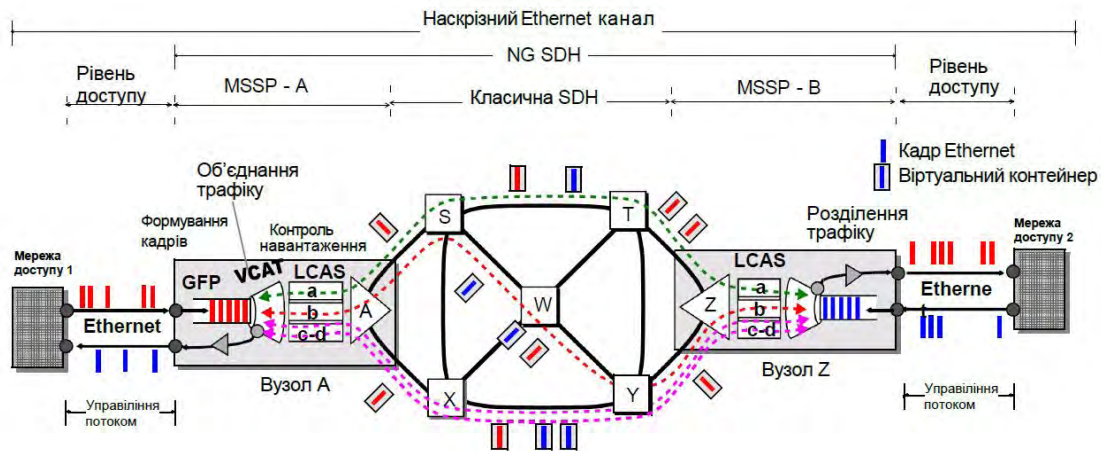 Наскрізний Ethernet канал
NG SDH
Рівень
доступу
MSSP - A
Класична SDH
MSSP - B
Рівень
доступу
Кадр Ethernet
Віртуальний контейнер
Об’єднання
трафіку
Формування
кадрів
Контроль
навантаження
Розділення
трафіку
Мережа
доступу 1
Мережа
доступу 2
GFP
VCAT
LCAS
a
b
c-d
A
S
T
W
X
Y
Z
LCAS
a
b
c-d
Ethernet
Etherne
Вузол A
Вузол Z
Управління
потоком
Управління
потоком